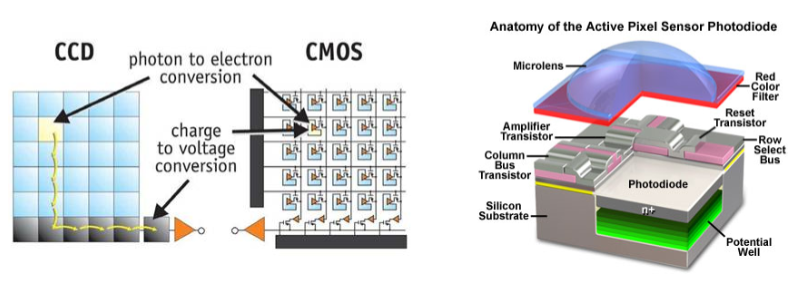 CCD
photon to electron
conversion
CMOS
charge
to voltage
conversion
Anatomy of the Active Pixel Sensor Photodiode
Microlens
Red
Color
Filter
Amplifier
Transistor
Reset
Transistor
Row
Select
Bus
Column
Bus
Transistor
Photodiode
Silicon
Substrate
n+
Potential
Well